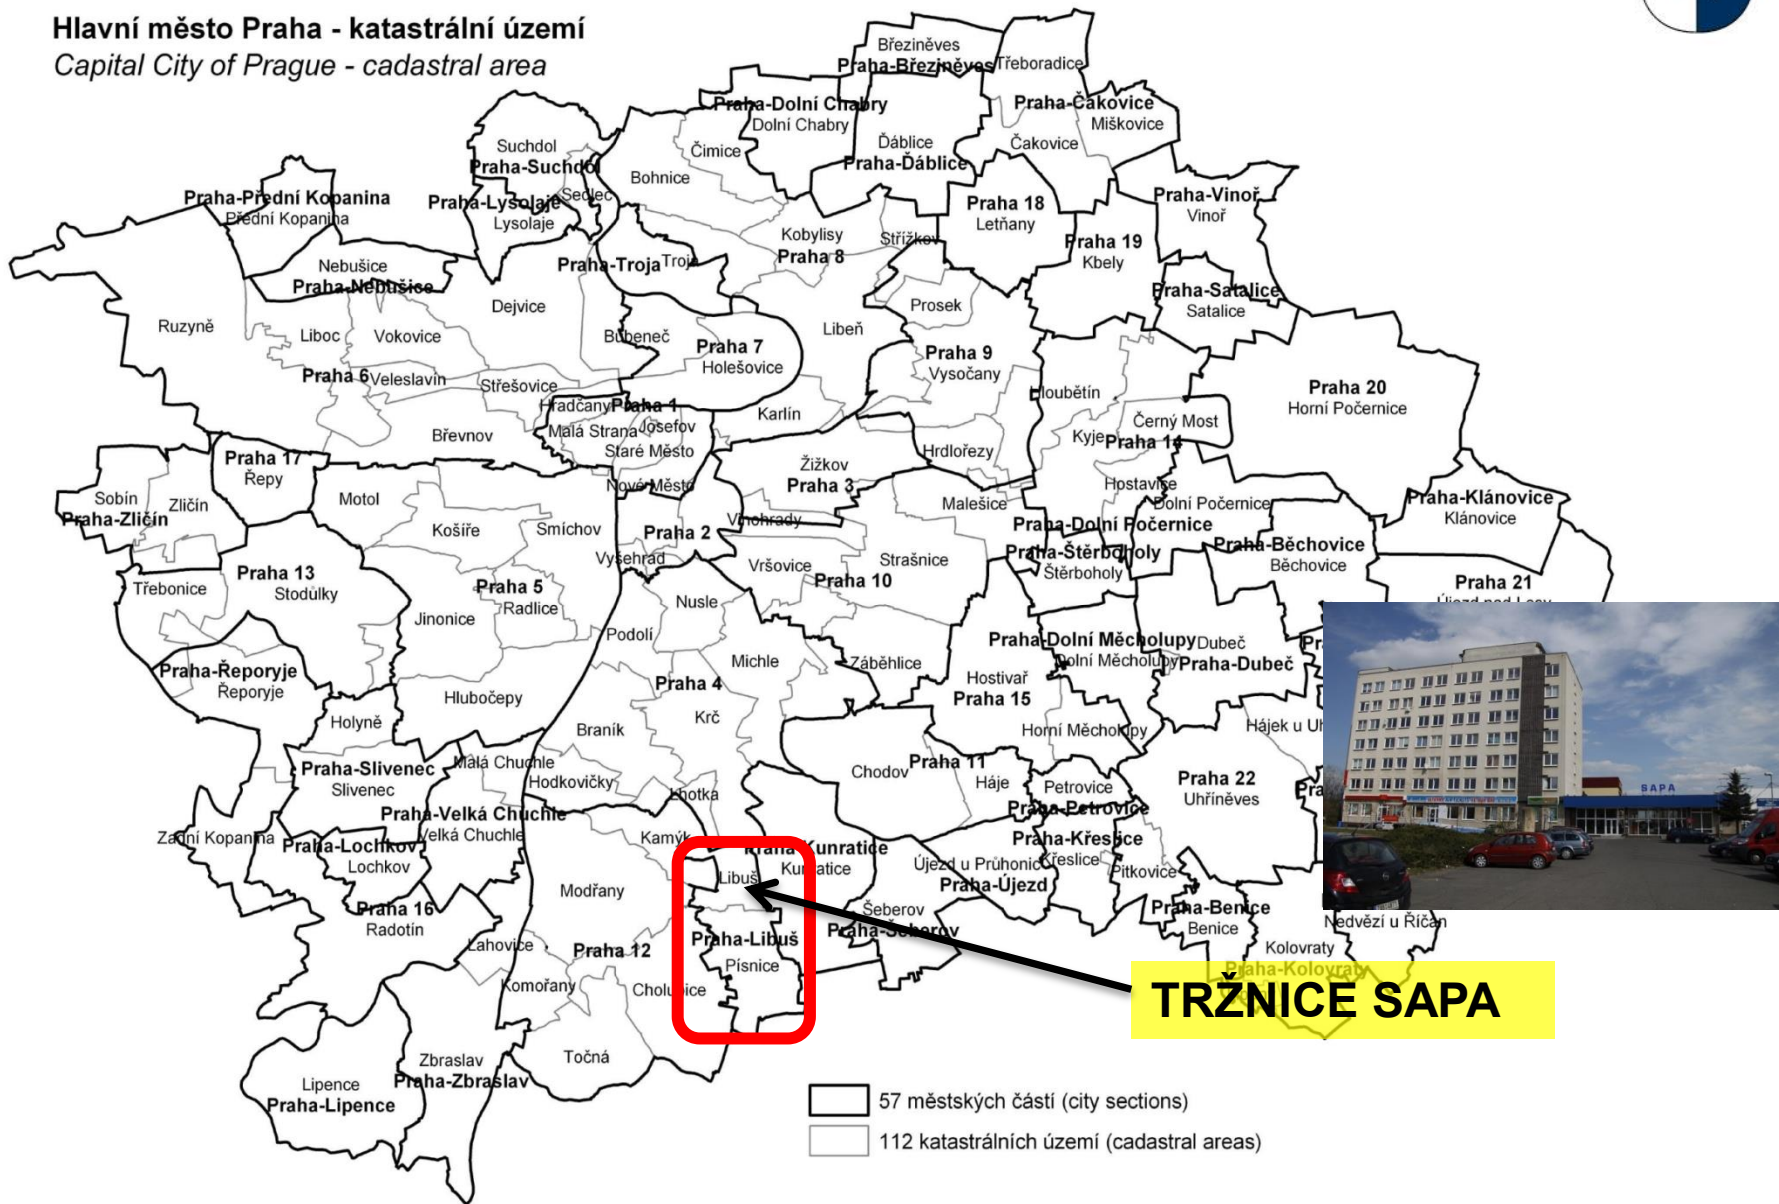 Hlavní město Praha - katastrální území
Capital City of Prague - cadastral area
Březiněves
Praha-Březiněves
Třeboradice
Praha-Dolní Chabry
Dolní Chabry
Praha-Čakovice
Miškovice
Čakovice
Ďáblice
Praha-Ďáblice
Čimice
Bohnice
Suchdol
Praha-Suchdol
Sedlec
Praha-Lysolaje
Lysolaje
Praha-Přední Kopanina
Přední Kopanina
Praha-Vinoř
Vinoř
Praha 18
Letňany
Praha 19
Kbely
Kobylisy
Střížkov
Praha 8
Praha-Troja
Troja
Nebušice
Praha-Nebušice
Dejvice
Praha-Satalice
Satalice
Prosek
Ruzyně
Liboc
Vokovice
Bubeneč
Libeň
Praha 7
Holešovice
Praha 9
Vysočany
Praha 6
Veleslavín
Střešovice
Hloubětín
Praha 20
Horní Počernice
Hradčany
Praha 1
Karlín
Černý Most
Břevnov
Malá Strana
Josefov
Staré Město
Kyje
Praha 14
Hrdlořezy
Praha 17
Řepy
Žižkov
Praha 3
Nové Město
Sobín
Zličín
Praha-Zličín
Motol
Hostavice
Dolní Počernice
Malešice
Praha-Klánovice
Klánovice
Košíře
Smíchov
Praha 2
Vinohrady
Praha-Dolní Počernice
Praha-Štěrboholy
Štěrboholy
Praha-Běchovice
Běchovice
Vyšehrad
Vršovice
Strašnice
Praha 10
Praha 13
Stodůlky
Třebonice
Praha 5
Radlice
Jinonice
Nusle
Praha 21
Újezd nad Lesy
Podolí
Michle
Záběhlice
Praha-Dolní Měcholupy
Dolní Měcholupy
Dubeč
Praha-Dubeč
Praha-Řeporyje
Řeporyje
Hlubočepy
Praha 4
Hostivař
Praha 15
Holyně
Krč
Braník
Horní Měcholupy
Hájek u Uh
Praha-Slivenec
Slivenec
Malá Chuchle
Hodkovičky
Lhotka
Chodov
Praha 11
Háje
Petrovice
Praha-Petrovice
Praha 22
Uhříněves
SAPA
Praha-Velká Chuchle
Velká Chuchle
Zadní Kopanina
Praha-Lochkov
Lochkov
Kamýk
Praha-Kunratice
Kunratice
Praha-Křeslice
Křeslice
Újezd u Průhonic
Praha-Újezd
Pitkovice
Libuš
Modřany
Praha 16
Radotín
Šeberov
Praha-Šeberov
Praha-Benice
Benice
Nedvězí u Říčan
Lahovice
Praha 12
Praha-Libuš
Písnice
Kolovraty
Praha-Kolovraty
Komořany
Cholupice
TRŽNICE SAPA
Točná
Zbraslav
Praha-Zbraslav
Lipence
Praha-Lipence
57 městských částí (city sections)
112 katastrálních území (cadastral areas)